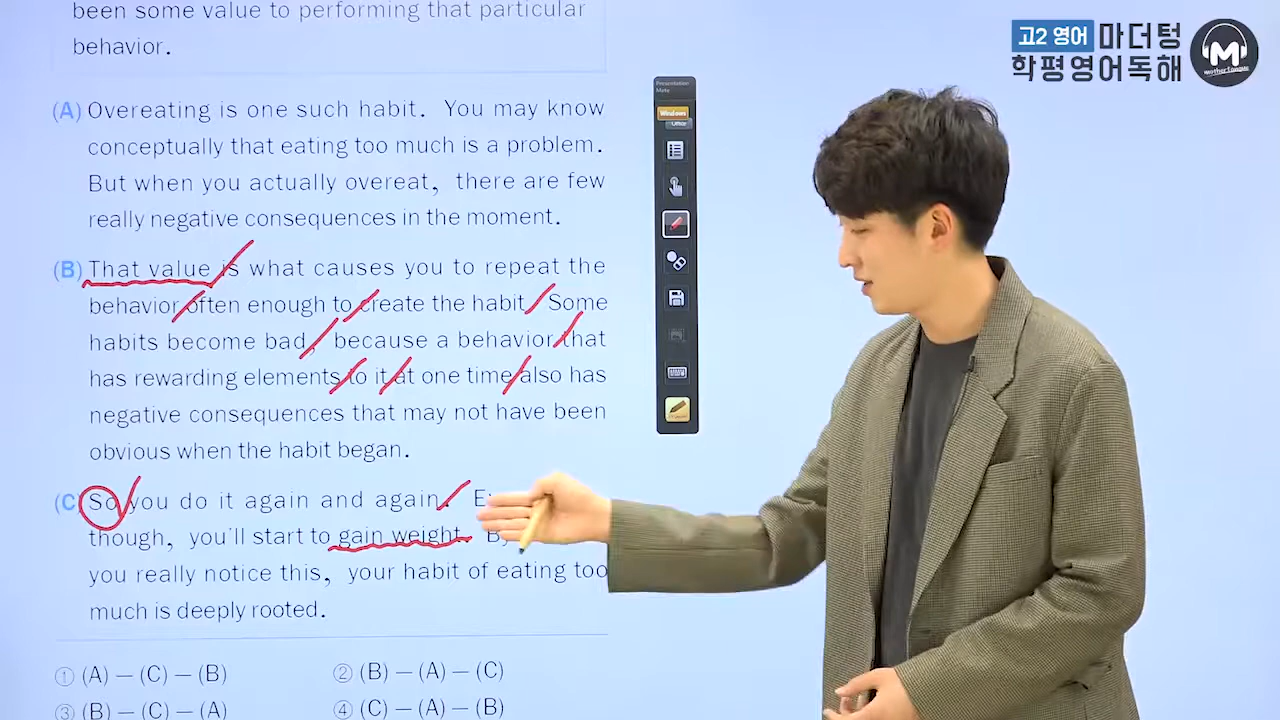 been some value to performing that particular
behavior.
고2 영어 마더텅
학평영어독해
M
mother tongue
Presentation
Mate
Windows
Office
(A) Overeating is one such habit. You may know
conceptually that eating too much is a problem.
But when you actually overeat, there are few
really negative consequences in the moment.
(B) That value is what causes you to repeat the
behavior often enough to create the habit. Some
habits become bad, because a behavior that
has rewarding elements to it at one time also has
negative consequences that may not have been
obvious when the habit began.
(C) So you do it again and again.
though, you'll start to gain weight.
you really notice this, your habit of eating too
much is deeply rooted.
① (A) – (C) – (B) ② (B) – (A) – (C)
③ (B) – (C) – (A) ④ (C) – (A) – (B)